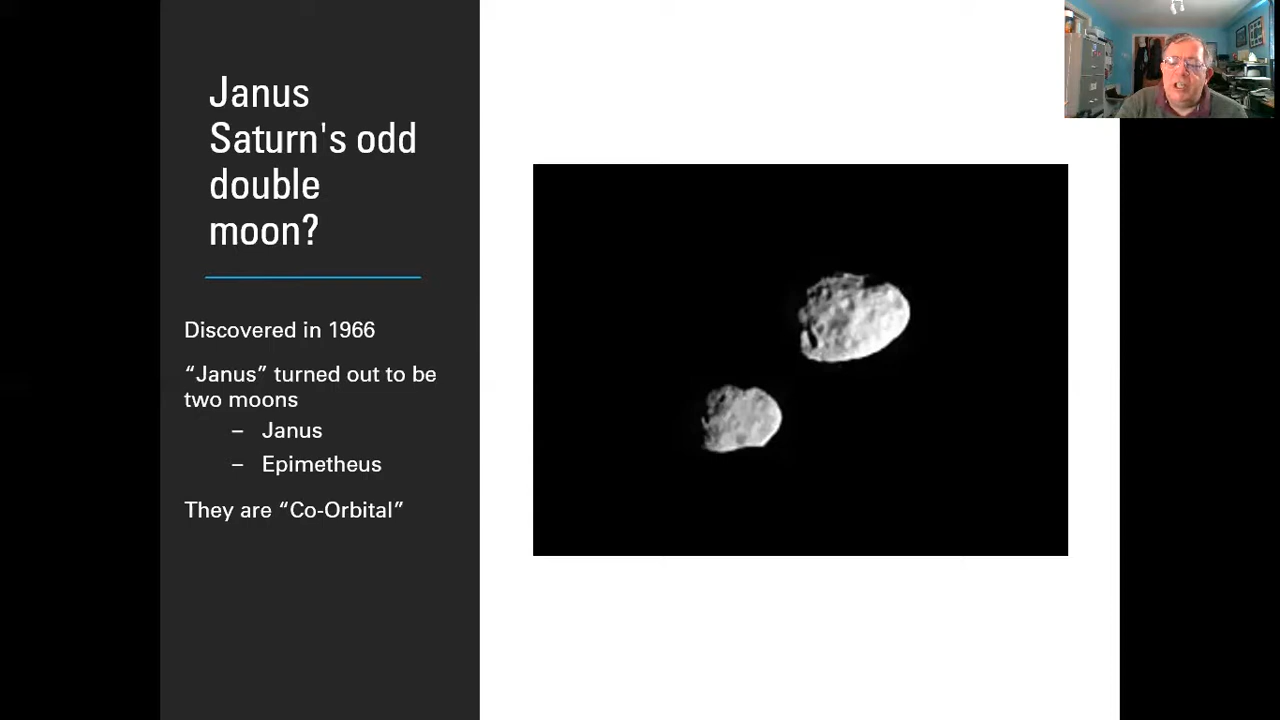 Janus
Saturn's odd
double
moon?
Discovered in 1966
“Janus” turned out to be
two moons
– Janus
– Epimetheus
They are “Co-Orbital”